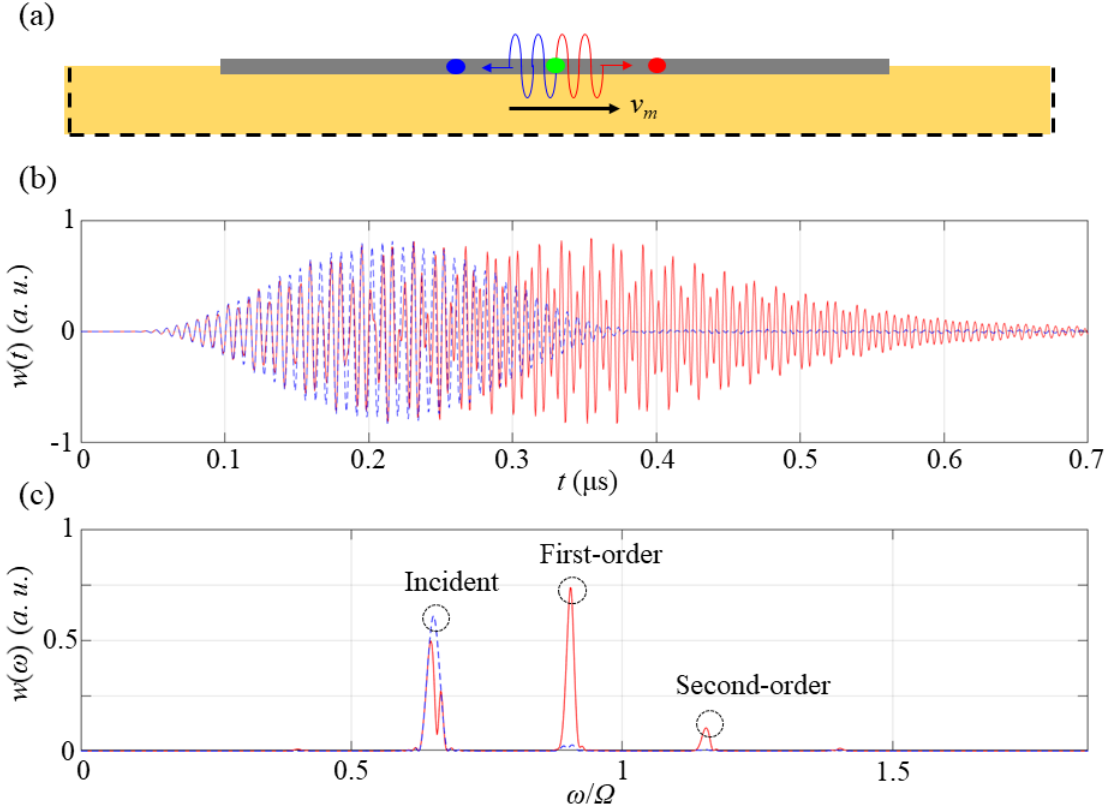 (a)
v_m
(b)
1
0
-1
w(t) (a. u.)
0 0.1 0.2 0.3 0.4 0.5 0.6 0.7
t (μs)
(c)
1
0.5
0
w(ω) (a. u.)
First-order
Incident
Second-order
0 0.5 1 1.5
ω/Ω